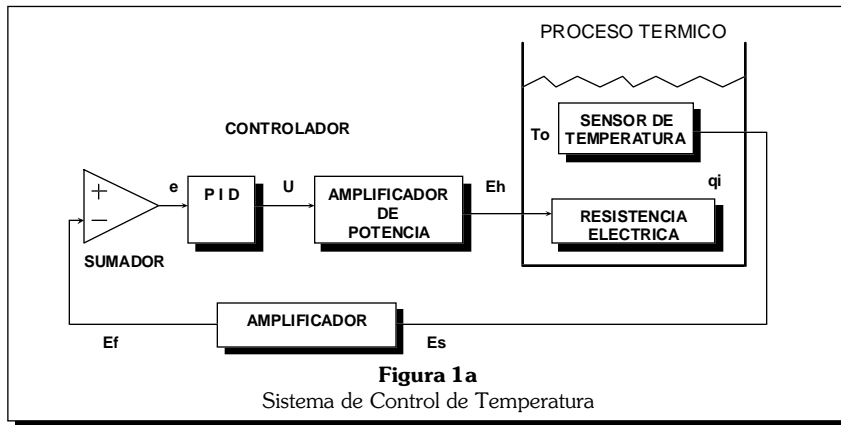 PROCESO TERMICO
CONTROLADOR
SENSOR DE
TEMPERATURA
To
e
P I D
U
AMPLIFICADOR
DE
POTENCIA
Eh
qi
RESISTENCIA
ELECTRICA
+
−
SUMADOR
AMPLIFICADOR
Ef
Es
Figura 1a
Sistema de Control de Temperatura